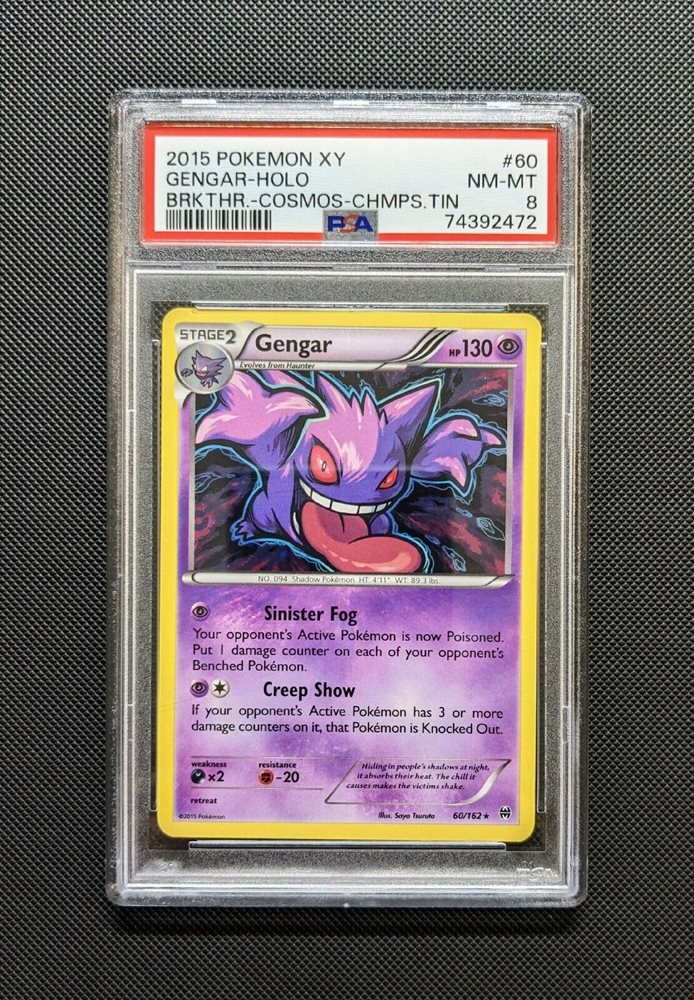 2015 POKEMON XY #60
GENGAR-HOLO NM-MT
BRKTHR.-COSMOS-CHMPS.TIN 8
PSA 74392472
STAGE2 Gengar HP130
Evolves from Haunter
NO. 094 Shadow Pokémon HT: 4'11" WT: 89.3 lbs.
Sinister Fog
Your opponent's Active Pokémon is now Poisoned.
Put 1 damage counter on each of your opponent's
Benched Pokémon.
Creep Show
If your opponent's Active Pokémon has 3 or more
damage counters on it, that Pokémon is Knocked Out.
weakness resistance
×2 -20
retreat
Hiding in people's shadows at night,
it absorbs their heat. The chill it
causes makes the victims shake.
©2015 Pokémon Illus. Saya Tsuruta 60/162